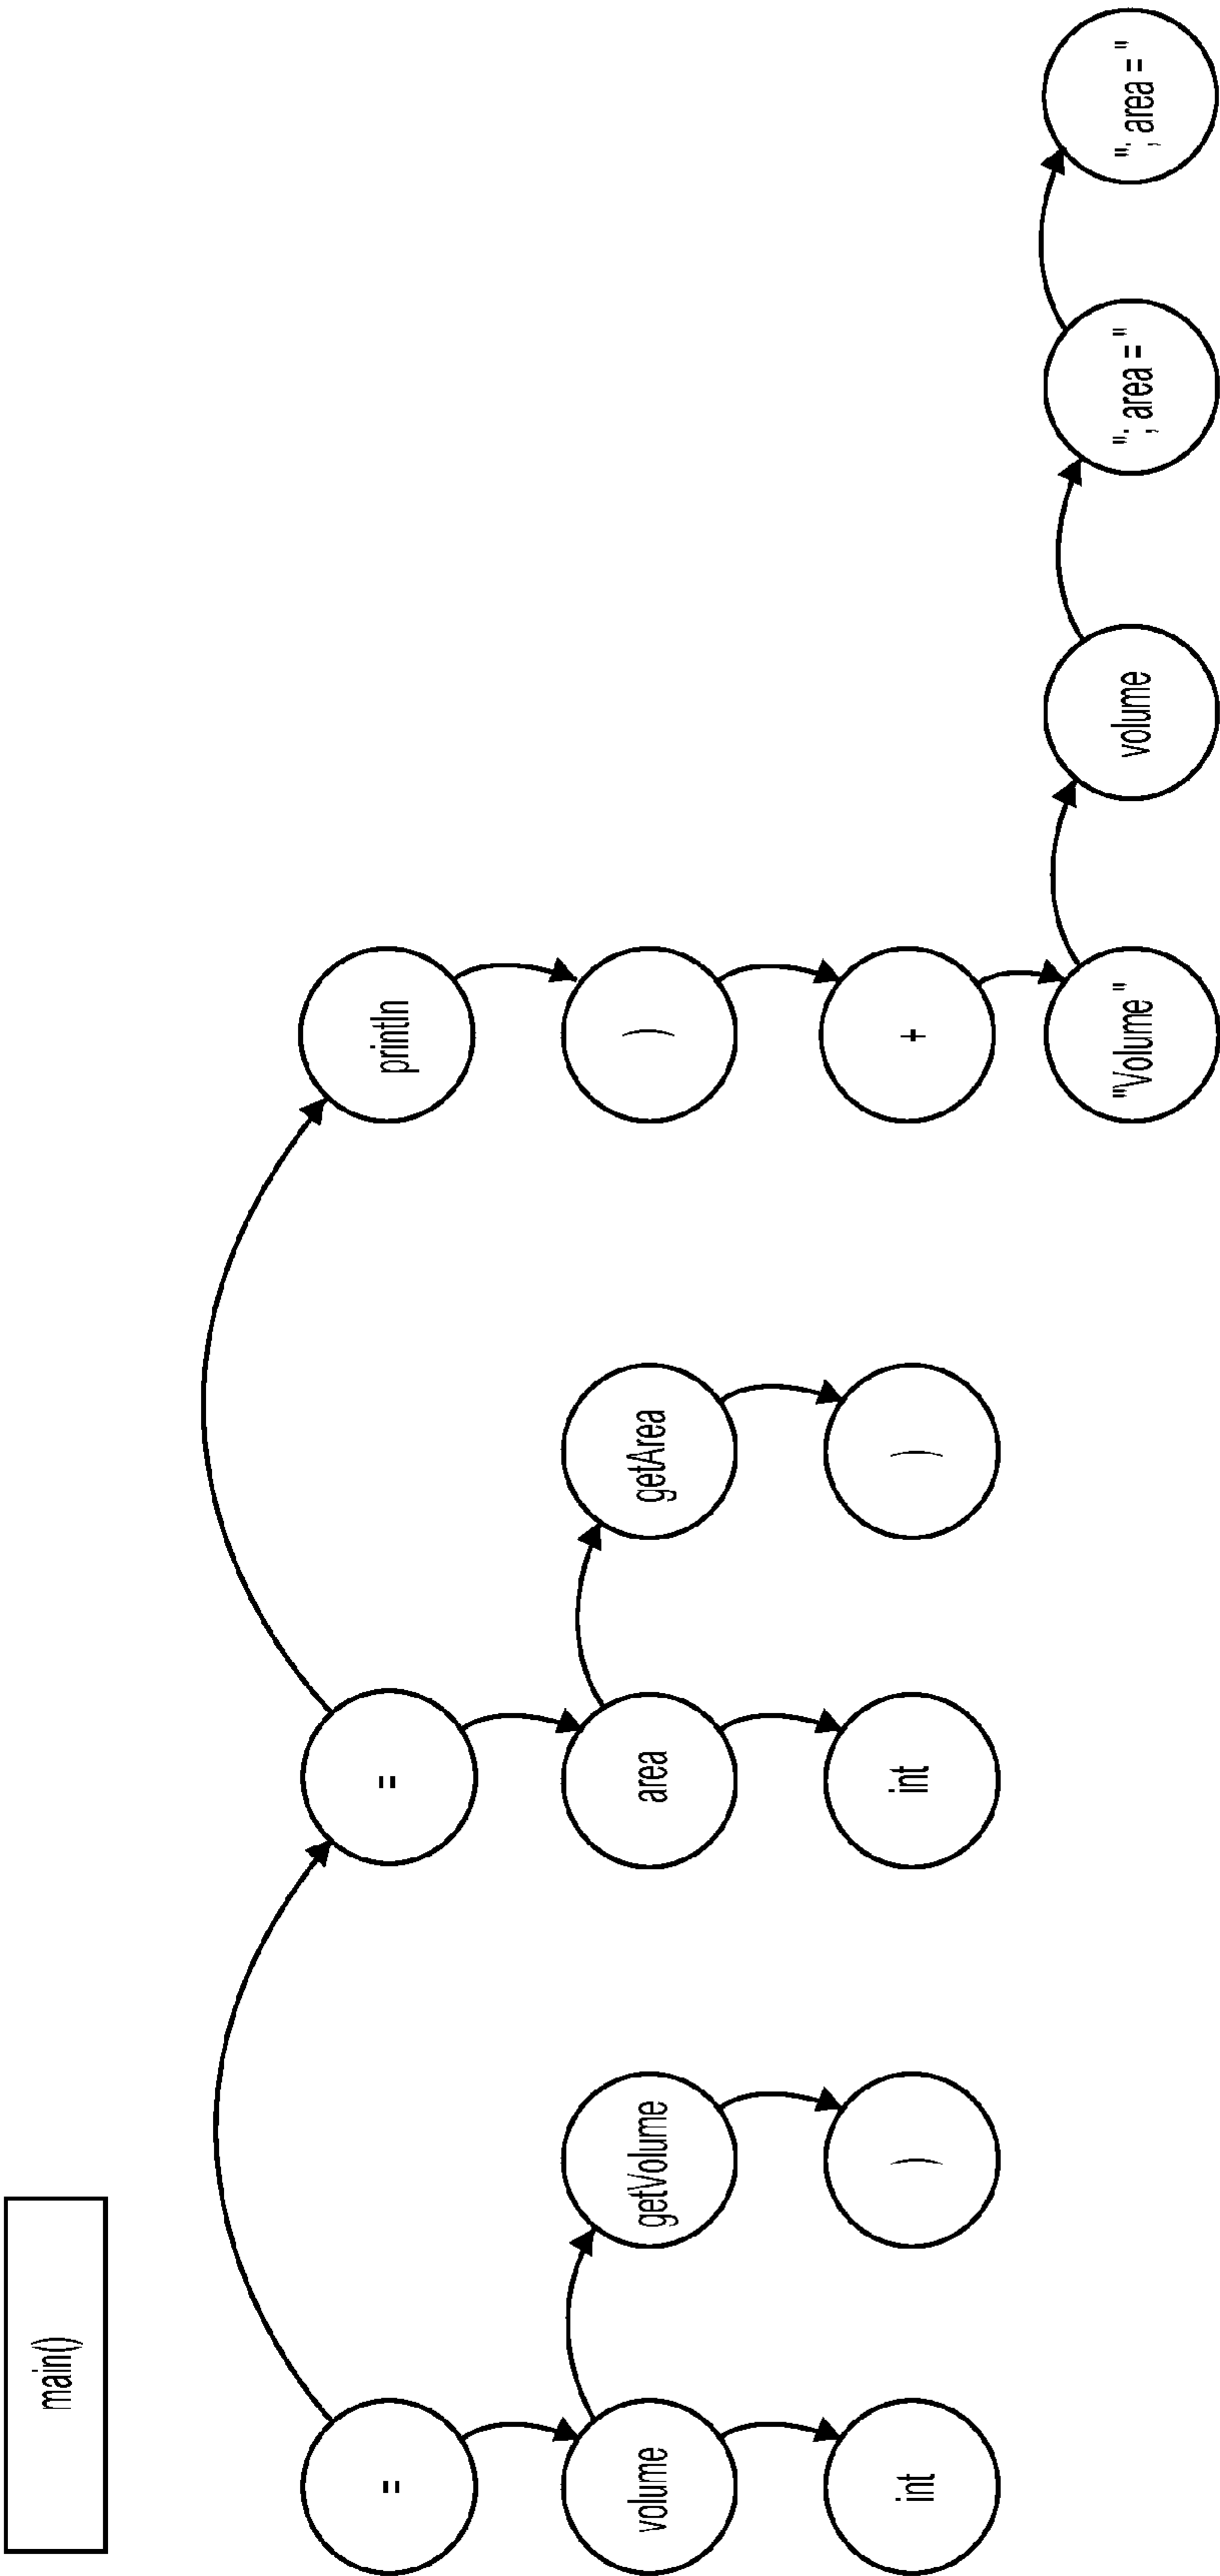 main()
=
=
println
volume
getVolume
area
getArea
)
int
)
int
)
+
"Volume"
volume
"; area ="
"; area ="